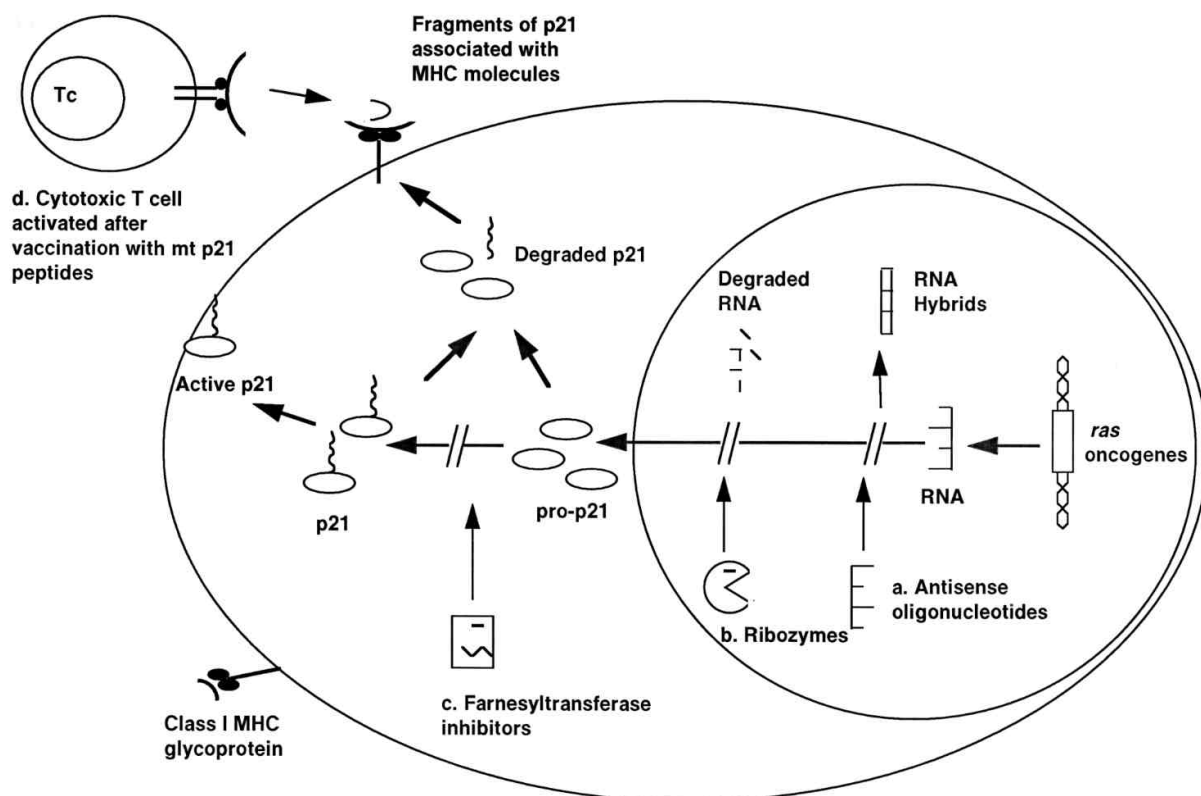 Fragments of p21
associated with
MHC molecules
Tc
d. Cytotoxic T cell
activated after
vaccination with mt p21
peptides
Degraded p21
Degraded
RNA
RNA
Hybrids
Active p21
ras
oncogenes
p21
pro-p21
RNA
a. Antisense
oligonucleotides
b. Ribozymes
c. Farnesyltransferase
inhibitors
Class I MHC
glycoprotein